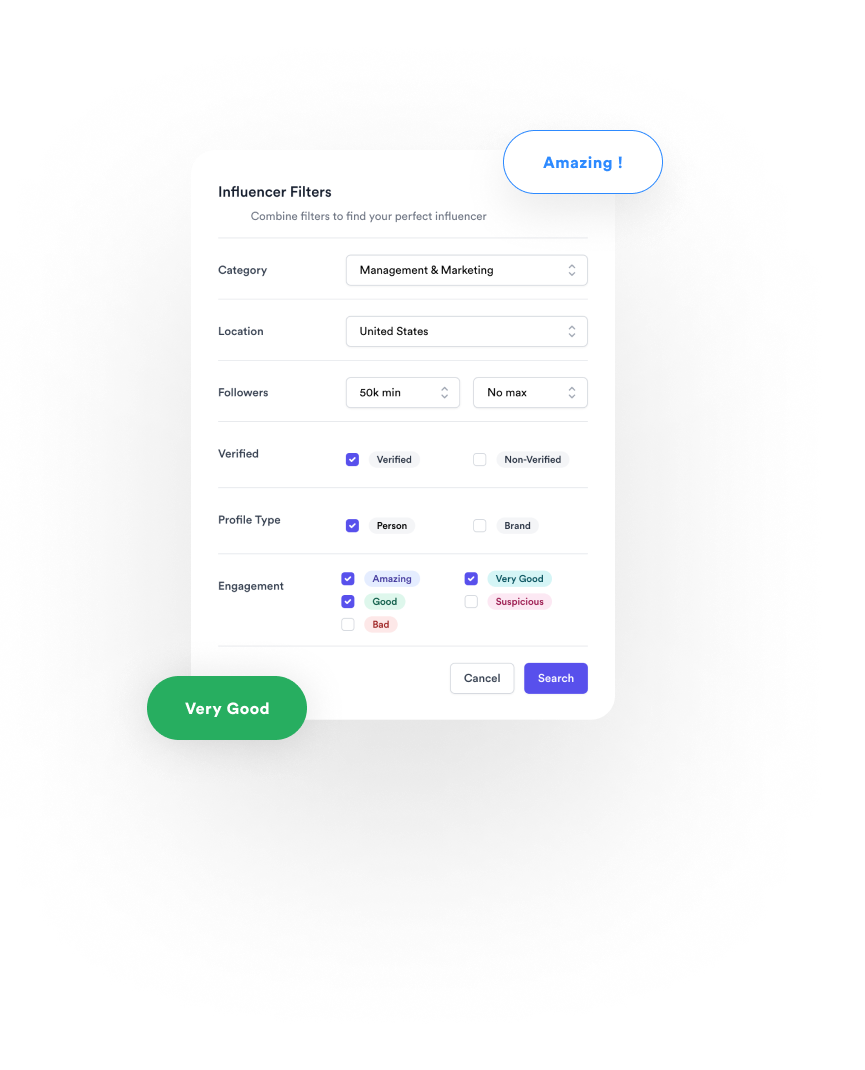 Amazing !
Influencer Filters
Combine filters to find your perfect influencer
Category
Management & Marketing
Location
United States
Followers
50k min
No max
Verified
Verified
Non-Verified
Profile Type
Person
Brand
Engagement
Amazing
Very Good
Good
Suspicious
Bad
Cancel
Search
Very Good